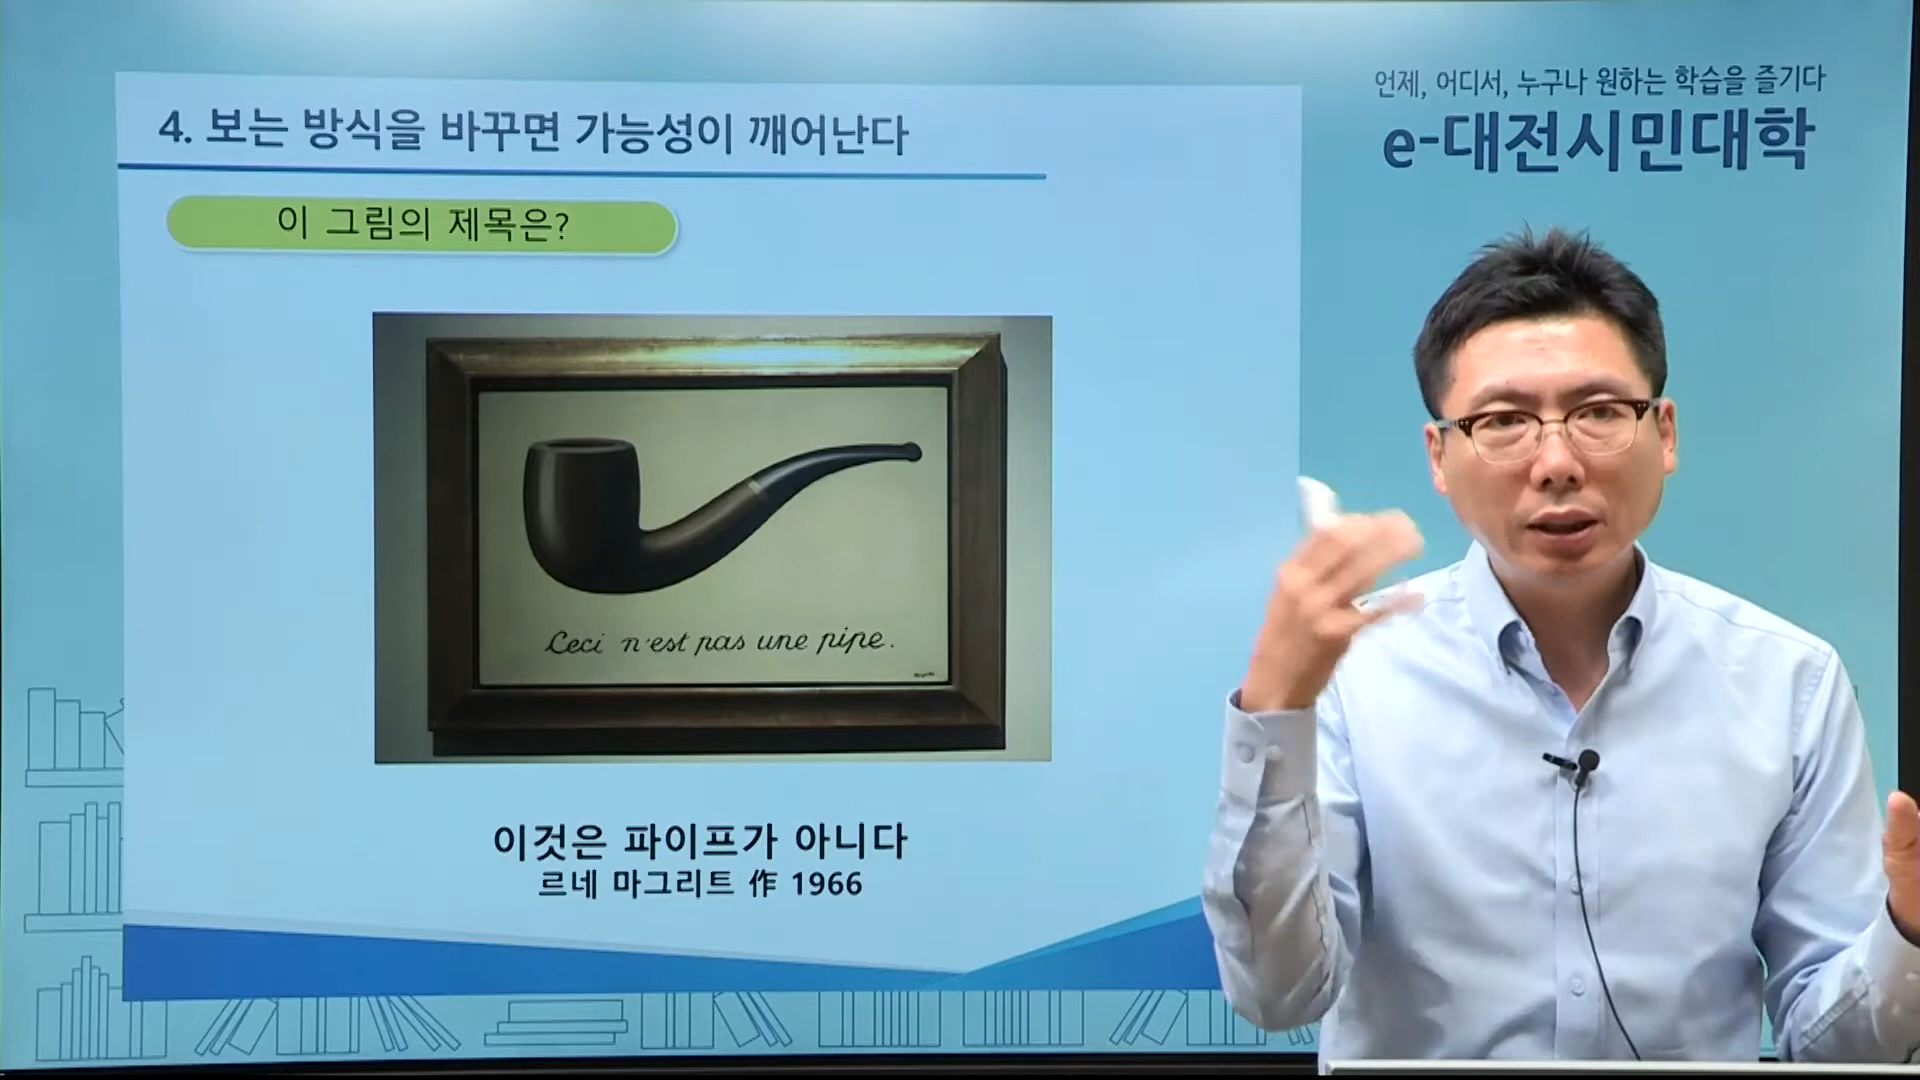 4. 보는 방식을 바꾸면 가능성이 깨어난다
이 그림의 제목은?
Ceci n'est pas une pipe.
이것은 파이프가 아니다
르네 마그리트 作 1966
언제, 어디서, 누구나 원하는 학습을 즐기다
e-대전시민대학